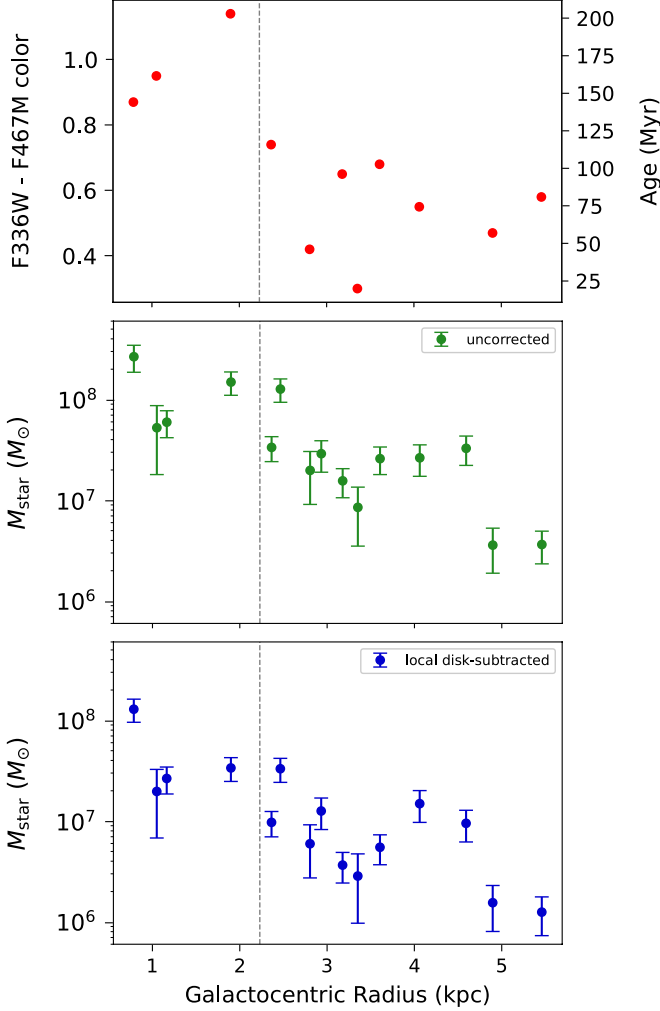 F336W - F467M color
1.0
0.8
0.6
0.4
200
175
150
125
100
75
50
25
Age (Myr)
uncorrected
M_star (M_⊙)
10^8
10^7
10^6
local disk-subtracted
M_star (M_⊙)
10^8
10^7
10^6
1 2 3 4 5
Galactocentric Radius (kpc)